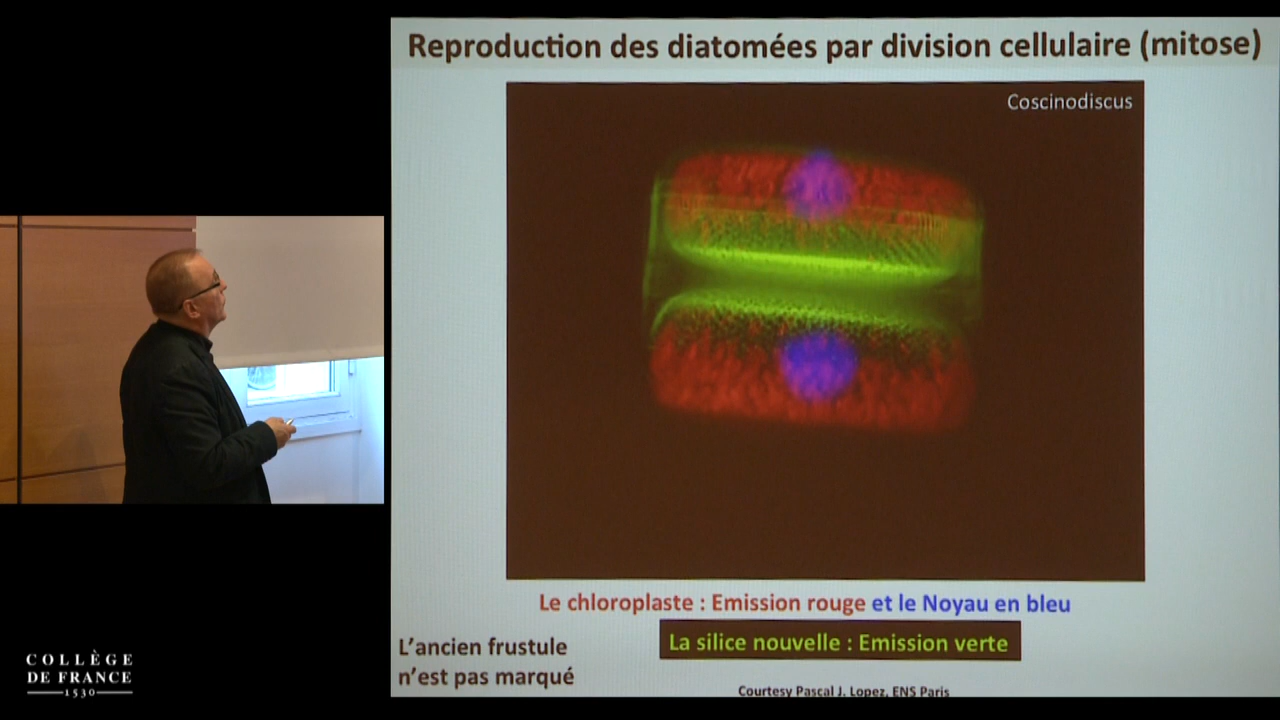 Reproduction des diatomées par division cellulaire (mitose)
Coscinodiscus
Le chloroplaste : Emission rouge et le Noyau en bleu
La silice nouvelle : Emission verte
L’ancien frustule
n’est pas marqué
Courtesy Pascal J. Lopez, ENS Paris
COLLÈGE
DE FRANCE
1530